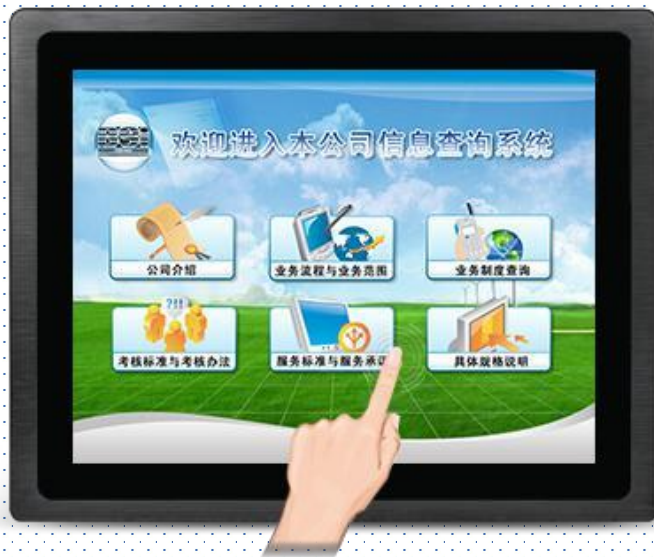 欢迎进入本公司信息查询系统
公司介绍
业务流程与业务范围
业务制度查询
?!!
考核标准与考核办法
服务标准与服务承
具体规格说明